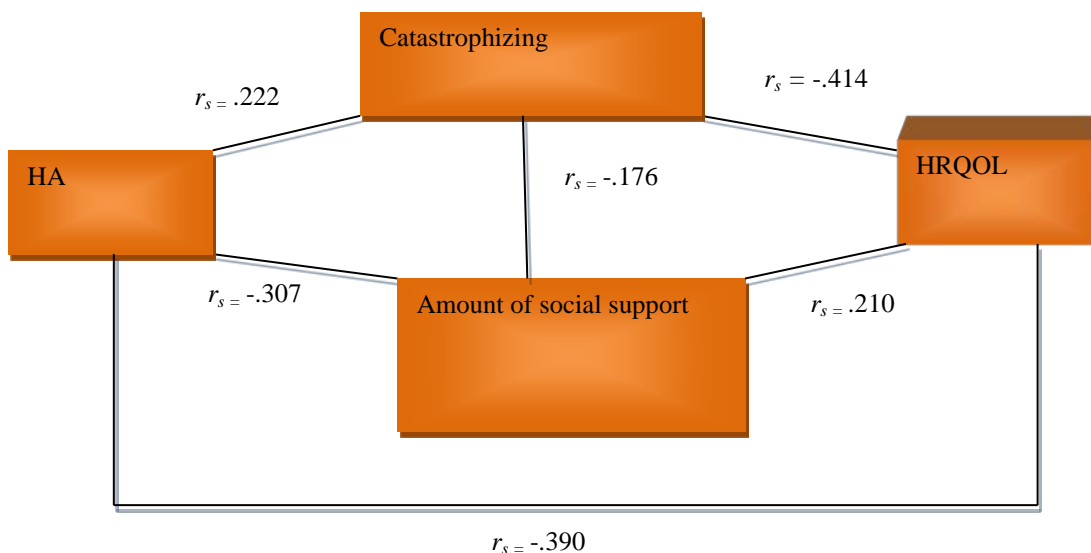 Catastrophizing
rs = .222
rs = -.414
HA
rs = -.176
HRQOL
rs = -.307
Amount of social support
rs = .210
rs = -.390